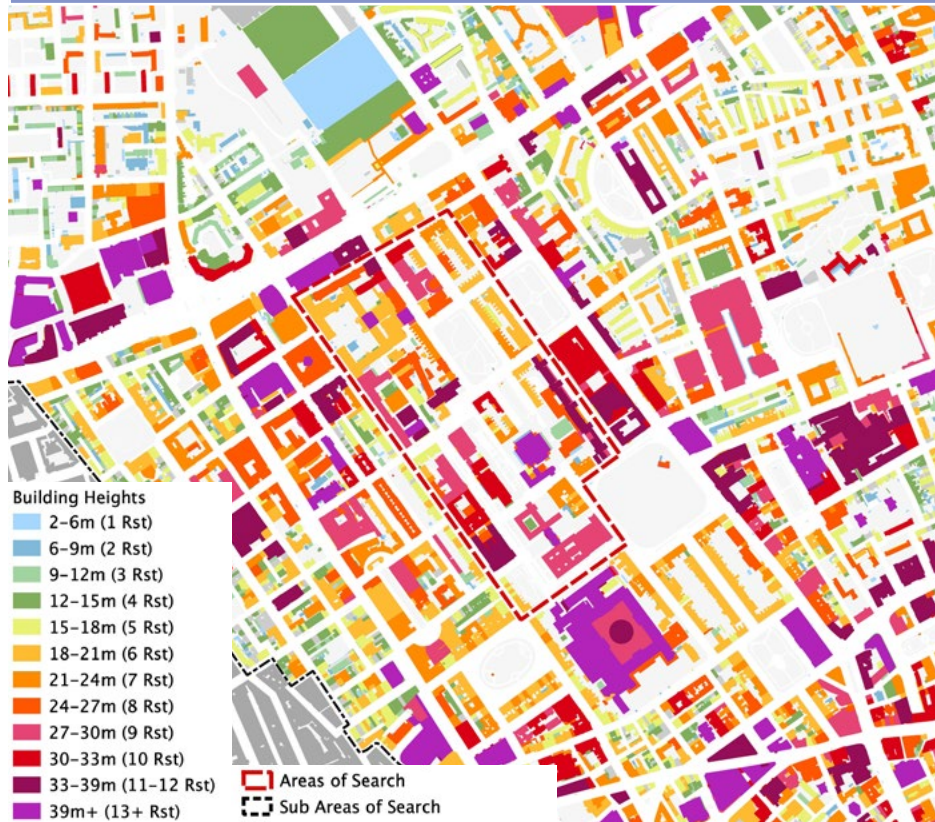 Building Heights
2–6m (1 Rst)
6–9m (2 Rst)
9–12m (3 Rst)
12–15m (4 Rst)
15–18m (5 Rst)
18–21m (6 Rst)
21–24m (7 Rst)
24–27m (8 Rst)
27–30m (9 Rst)
30–33m (10 Rst)
33–39m (11–12 Rst)
39m+ (13+ Rst)
Areas of Search
Sub Areas of Search